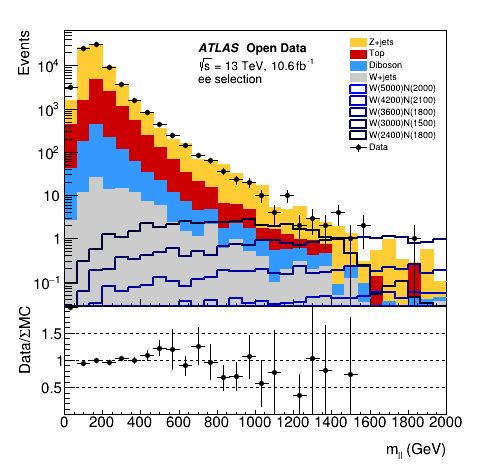 Events
10⁴
10³
10²
10
1
10⁻¹
ATLAS Open Data
√s = 13 TeV, 10.6 fb⁻¹
ee selection
Z+jets
Top
Diboson
W+jets
W(5000)N(2000)
W(4200)N(2100)
W(3600)N(1800)
W(3000)N(1500)
W(2400)N(1800)
Data
Data/ΣMC
1.5
1
0.5
0 200 400 600 800 1000 1200 1400 1600 1800 2000
m_ll (GeV)